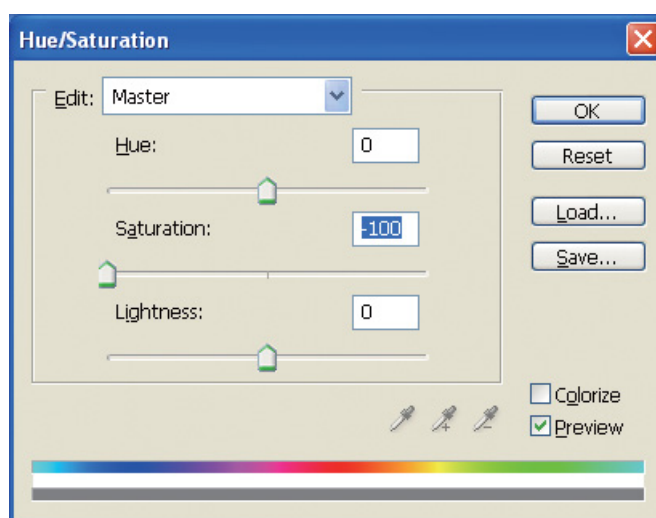 Hue/Saturation
Edit: Master
OK
Hue: 0
Reset
Saturation: -100
Load...
Save...
Lightness: 0
Colorize
Preview